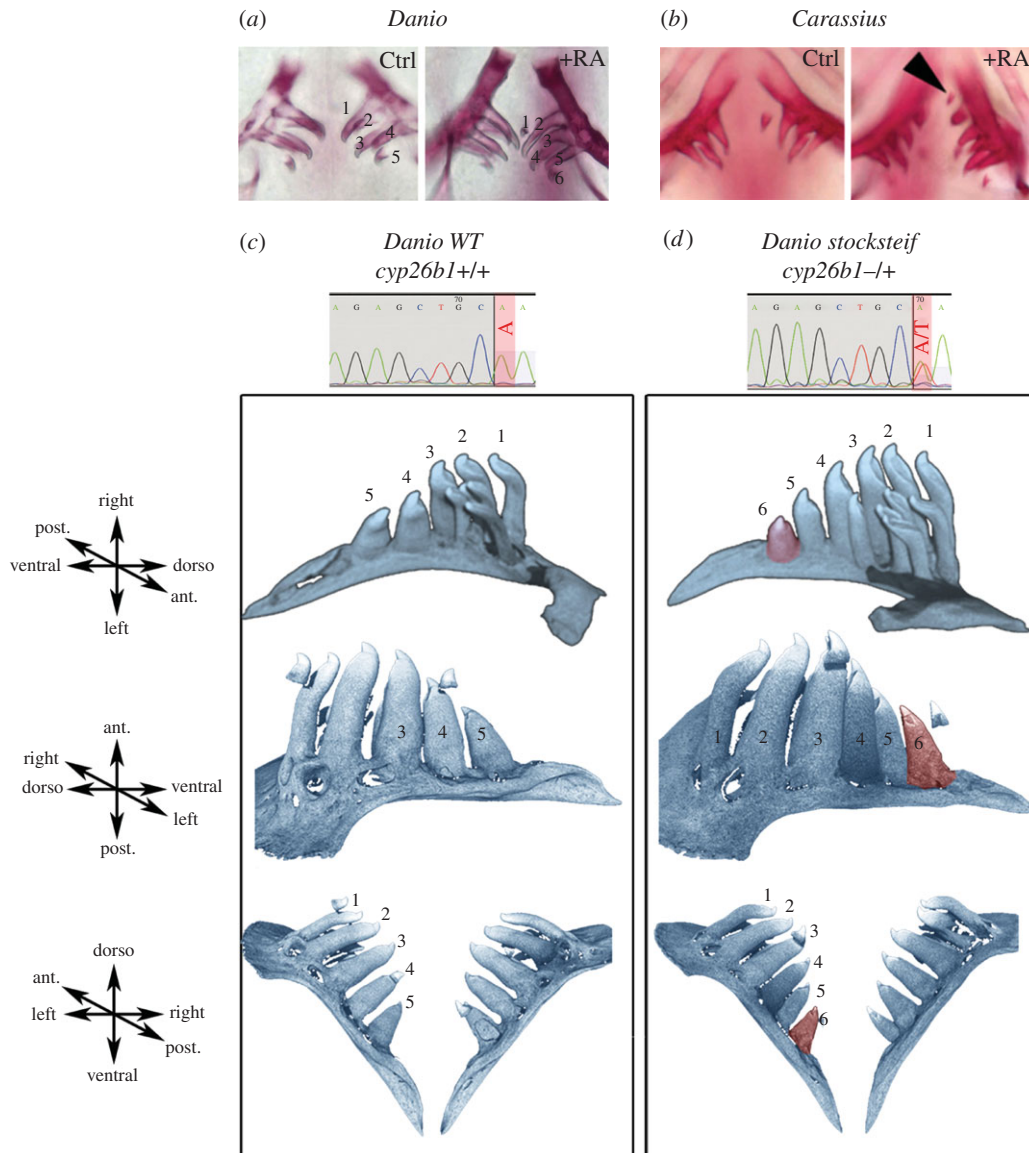 (a) Danio
Ctrl +RA
1 2 3 4 5
1 2 3 4 5 6
(b) Carassius
Ctrl +RA
(c) Danio WT
cyp26b1+/+
70
A G A G C T G C A A
A
(d) Danio stocksteif
cyp26b1–/+
70
A G A G C T G C A A
A/T
right
post.
ventral dorso
ant.
left
5 4 3 2 1
6 5 4 3 2 1
ant.
right
dorso ventral
left
post.
3 4 5
1 2 3 4 5 6
dorso
ant.
left right
post.
ventral
1 2 3 4 5
1 2 3 4 5 6